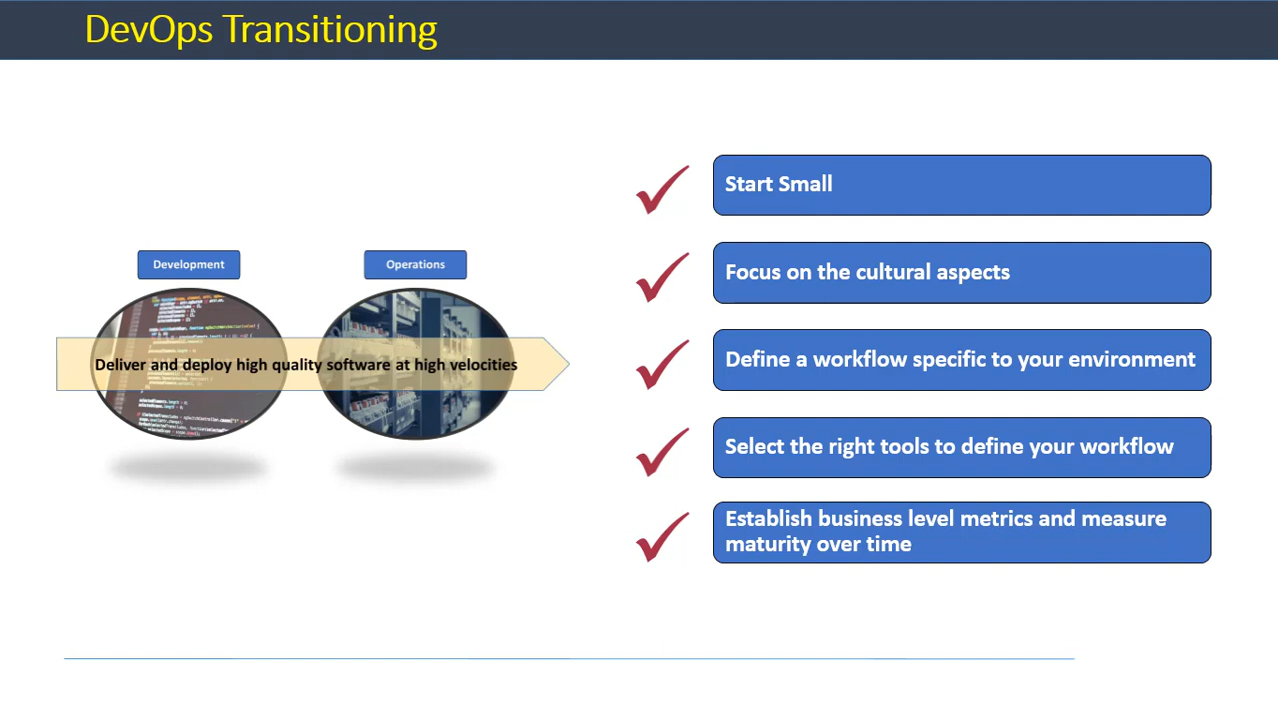 DevOps Transitioning
Development
Operations
Deliver and deploy high quality software at high velocities
Start Small
Focus on the cultural aspects
Define a workflow specific to your environment
Select the right tools to define your workflow
Establish business level metrics and measure
maturity over time